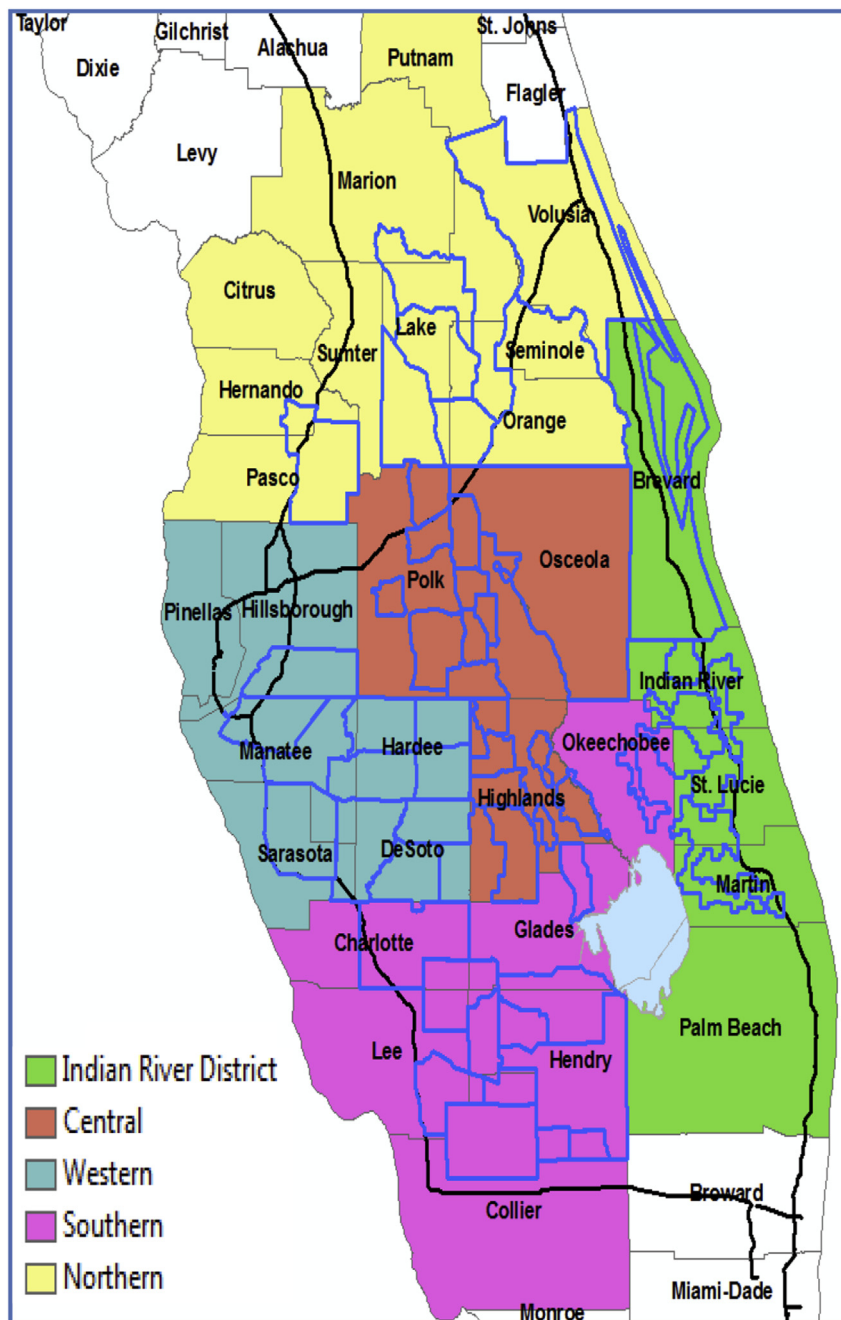 Taylor
Gilchrist
St. Johns
Alachua
Putnam
Dixie
Flagler
Levy
Marion
Volusia
Citrus
Lake
Sumter
Seminole
Hernando
Orange
Pasco
Brevard
Osceola
Polk
Pinellas
Hillsborough
Indian River
Okeechobee
Manatee
Hardee
St. Lucie
Highlands
Sarasota
DeSoto
Martin
Glades
Charlotte
Palm Beach
Lee
Hendry
Indian River District
Central
Western
Southern
Northern
Broward
Collier
Miami-Dade
Monroe